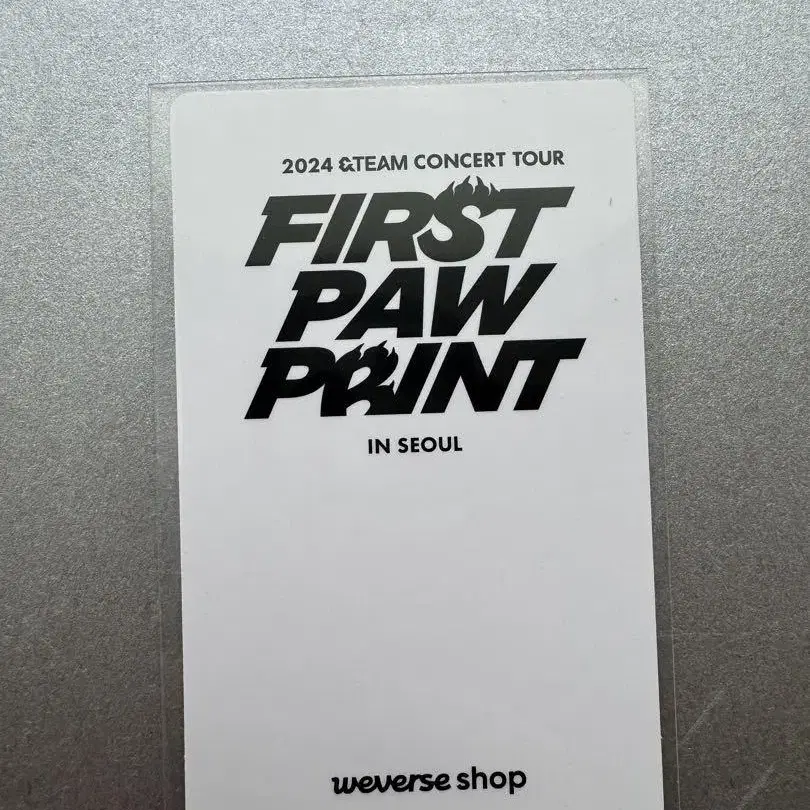 2024 &TEAM CONCERT TOUR
FIRST
PAW
PRINT
IN SEOUL
weverse shop